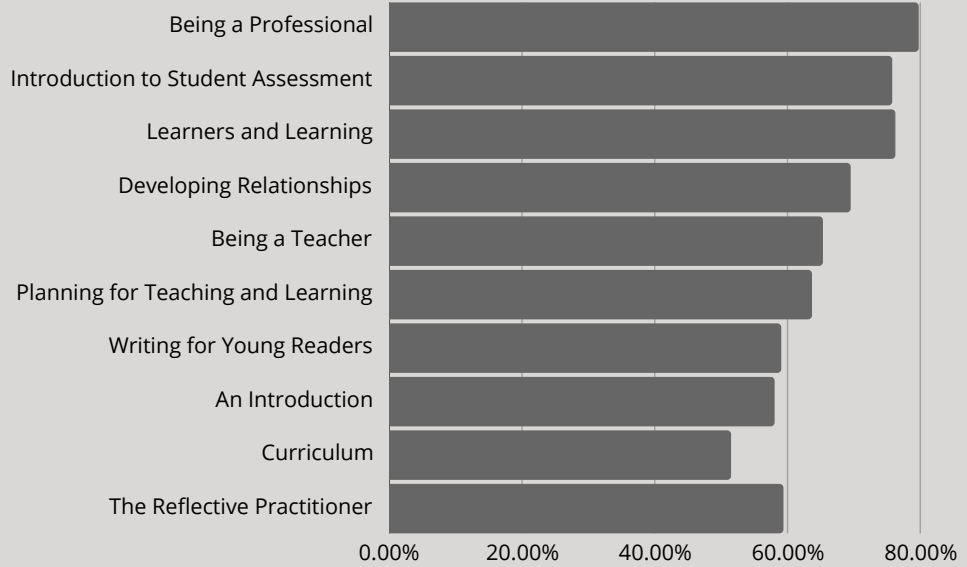 Being a Professional
Introduction to Student Assessment
Learners and Learning
Developing Relationships
Being a Teacher
Planning for Teaching and Learning
Writing for Young Readers
An Introduction
Curriculum
The Reflective Practitioner
0.00% 20.00% 40.00% 60.00% 80.00%